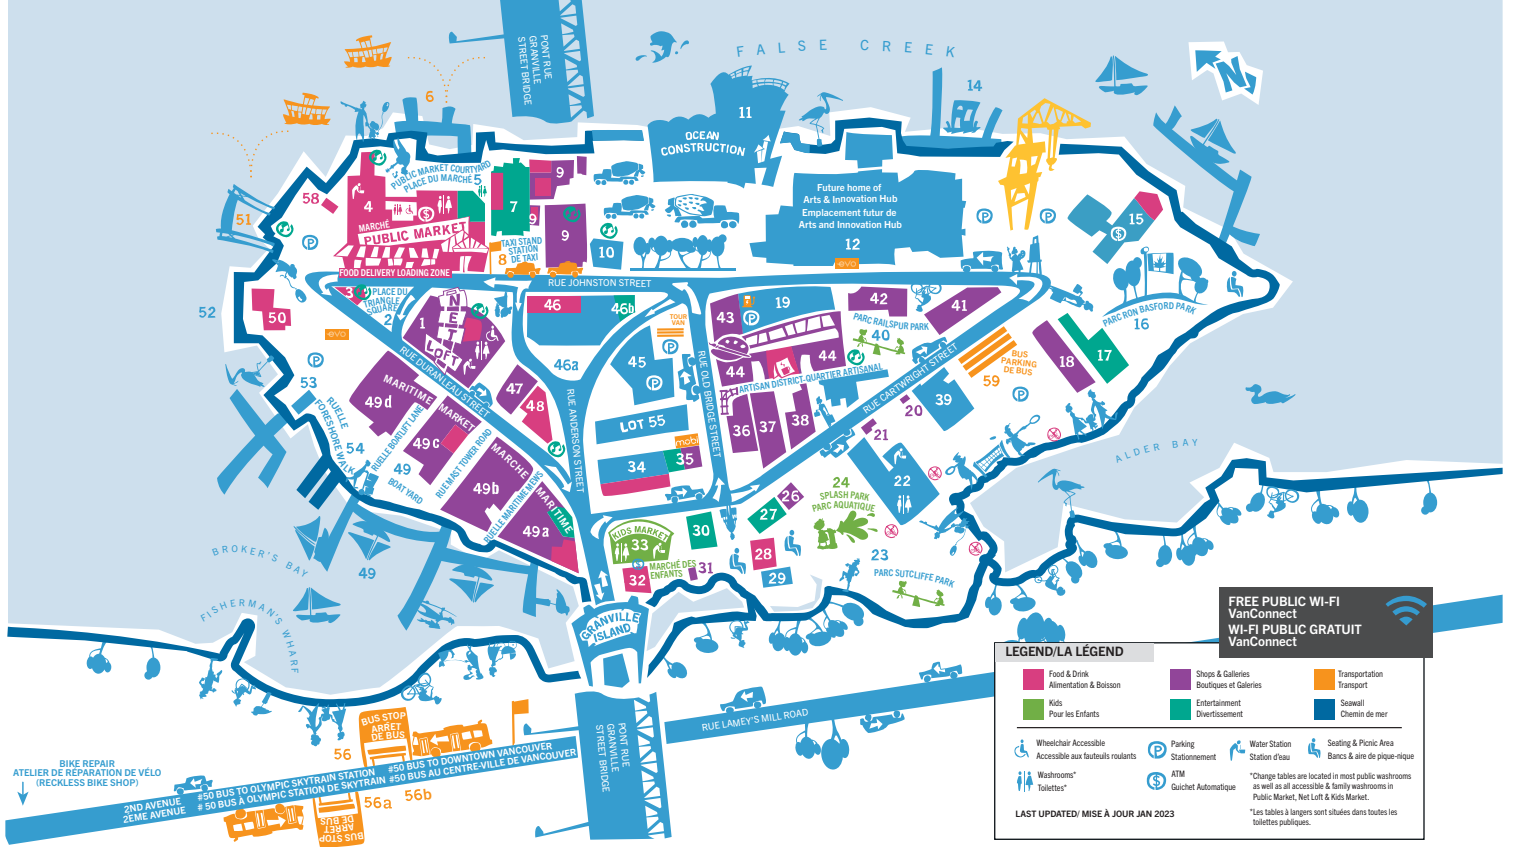 FALSE CREEK
PONT RUE
GRANVILLE
STREET BRIDGE
6
14
N
11
OCEAN
CONSTRUCTION
PUBLIC MARKET COURTYARD
PLACE DU MARCHÉ
5
58
4
MARCHÉ
PUBLIC MARKET
FOOD DELIVERY LOADING ZONE
51
7
9
9
9
10
8
TAXI STAND
STATION
DE TAXI
Future home of
Arts & Innovation Hub
Emplacement futur de
Arts and Innovation Hub
12
evo
15
RUE JOHNSTON STREET
3
PLACE DU
TRIANGLE
SQUARE
2
1
NET
LOFT
50
52
evo
46
46b
46a
TOUR
VAN
45
19
43
42
41
PARC RAILSPUR PARK
40
44
44
ARTISAN DISTRICT-QUARTIER ARTISANAL
PARC RON BASFORD PARK
16
RUE DURANLEAU STREET
RUE ANDERSON STREET
RUE OLD BRIDGE STREET
RUE CARTWRIGHT STREET
BUS
PARKING
DE BUS
59
18
17
53
RUELLE
FORESHORE WALK
54
MARITIME
MARKET
49d
49c
RUELLE BOATLIFT LANE
49
BOAT YARD
RUE MAST TOWER ROAD
47
48
MARCHÉ
MARITIME
49b
49a
RUELLE MARITIME MEWS
LOT 55
mobi
34
35
36
37
38
39
20
21
22
24
SPLASH PARK
PARC AQUATIQUE
26
27
30
28
29
31
KIDS MARKET
33
MARCHÉ DES
ENFANTS
32
23
PARC SUTCLIFFE PARK
ALDER BAY
BROKER'S BAY
49
FISHERMAN'S WHARF
GRANVILLE
ISLAND
PONT RUE
GRANVILLE
STREET BRIDGE
RUE LAMEY'S MILL ROAD
BUS STOP
ARRÊT
DE BUS
56
BIKE REPAIR
ATELIER DE RÉPARATION DE VÉLO
(RECKLESS BIKE SHOP)
2ND AVENUE
2EME AVENUE
#50 BUS TO OLYMPIC SKYTRAIN STATION
# 50 BUS À OLYMPIC STATION DE SKYTRAIN
#50 BUS TO DOWNTOWN VANCOUVER
#50 BUS AU CENTRE-VILLE DE VANCOUVER
56a
56b
BUS STOP
ARRÊT
DE BUS
FREE PUBLIC WI-FI
VanConnect
WI-FI PUBLIC GRATUIT
VanConnect
LEGEND/LA LÉGEND
Food & Drink
Alimentation & Boisson
Shops & Galleries
Boutiques et Galeries
Transportation
Transport
Kids
Pour les Enfants
Entertainment
Divertissement
Seawall
Chemin de mer
Wheelchair Accessible
Accessible aux fauteuils roulants
Parking
Stationnement
Water Station
Station d'eau
Seating & Picnic Area
Bancs & aire de pique-nique
Washrooms*
Toilettes*
ATM
Guichet Automatique
*Change tables are located in most public washrooms
as well as all accessible & family washrooms in
Public Market, Net Loft & Kids Market.
*Les tables à langers sont situées dans toutes les
toilettes publiques.
LAST UPDATED/ MISE À JOUR JAN 2023